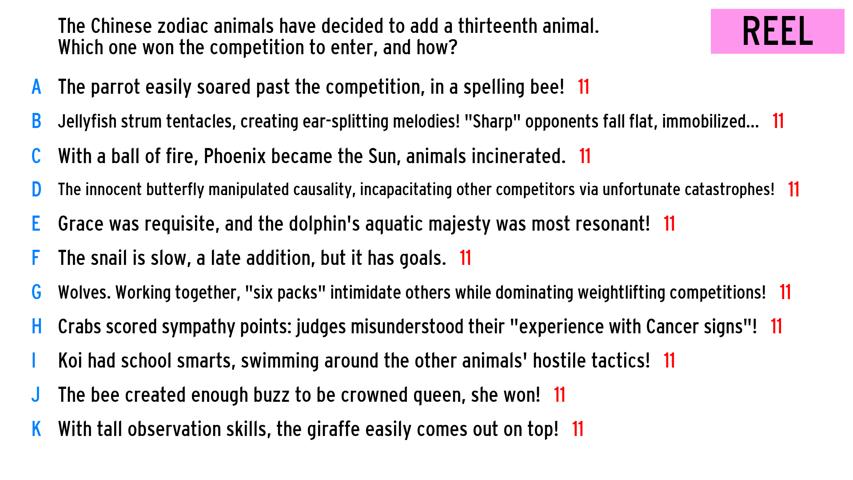 The Chinese zodiac animals have decided to add a thirteenth animal.
Which one won the competition to enter, and how?
REEL
A The parrot easily soared past the competition, in a spelling bee! 11
B Jellyfish strum tentacles, creating ear-splitting melodies! "Sharp" opponents fall flat, immobilized... 11
C With a ball of fire, Phoenix became the Sun, animals incinerated. 11
D The innocent butterfly manipulated causality, incapacitating other competitors via unfortunate catastrophes! 11
E Grace was requisite, and the dolphin's aquatic majesty was most resonant! 11
F The snail is slow, a late addition, but it has goals. 11
G Wolves. Working together, "six packs" intimidate others while dominating weightlifting competitions! 11
H Crabs scored sympathy points: judges misunderstood their "experience with Cancer signs"! 11
I Koi had school smarts, swimming around the other animals' hostile tactics! 11
J The bee created enough buzz to be crowned queen, she won! 11
K With tall observation skills, the giraffe easily comes out on top! 11